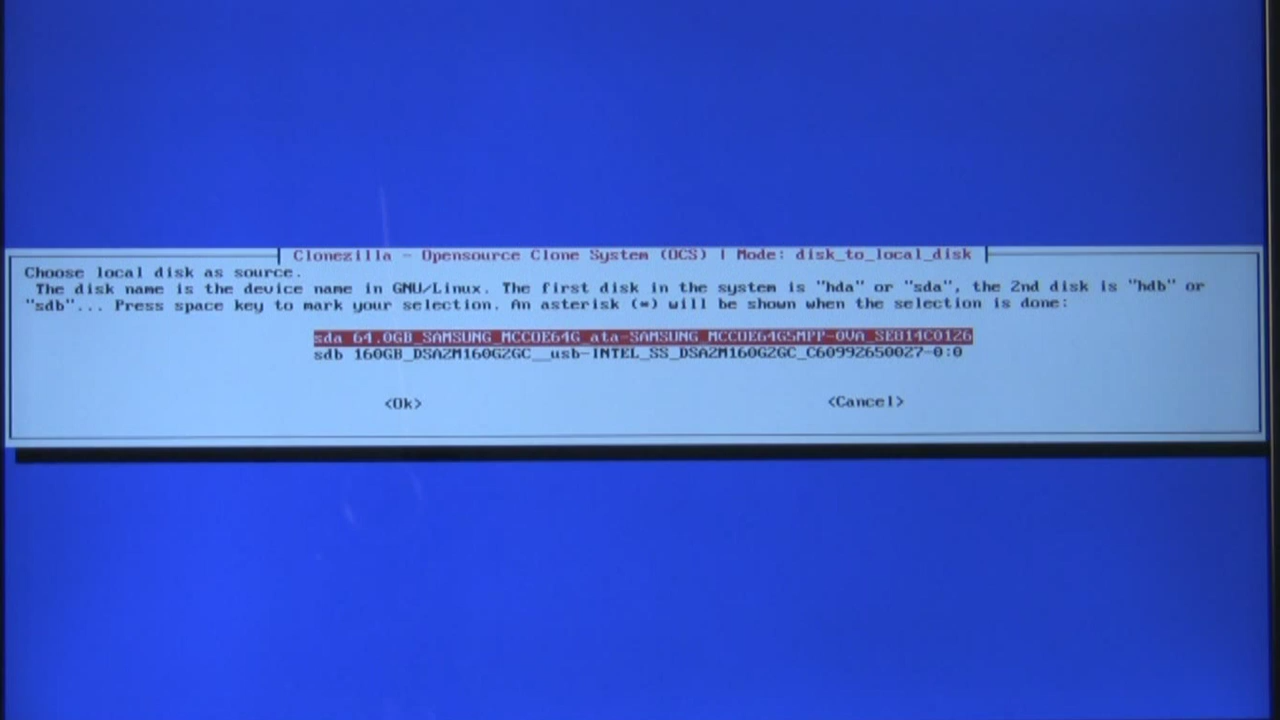 Clonezilla - Opensource Clone System (OCS) | Mode: disk_to_local_disk
Choose local disk as source.
The disk name is the device name in GNU/Linux. The first disk in the system is "hda" or "sda", the 2nd disk is "hdb" or
"sdb"... Press space key to mark your selection. An asterisk (*) will be shown when the selection is done:
sda 64.0GB_SAMSUNG_MCCOE64G_ata-SAMSUNG_MCCOE64G5MPP-0VA_SE814C0126
sdb 160GB_DSA2M160G2GC__usb-INTEL_SS_DSA2M160G2GC_C60992650027-0:0
<Ok> <Cancel>